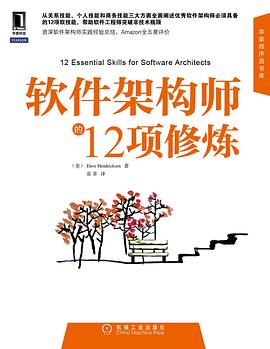 从关系技能、个人技能和商务技能三大方面全面阐述优秀软件架构师必须具备
的12项软技能，帮助软件工程师突破非技术瓶颈
资深软件架构师实践经验总结，Amazon全五星评价
PEARSON
华章程序员书库
12 Essential Skills for Software Architects
软件架构师
的12项修炼
（美） Dave Hendricksen 著
张菲 译
机械工业出版社
China Machine Press